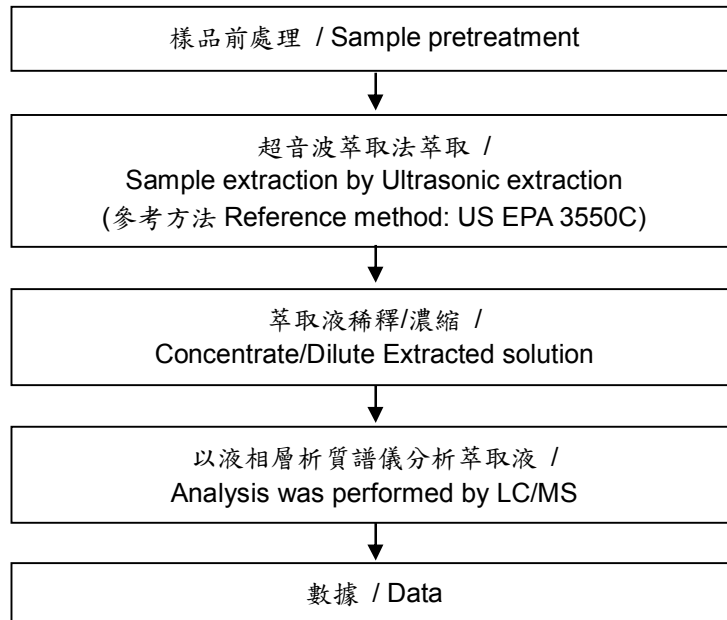 樣品前處理 / Sample pretreatment
超音波萃取法萃取 /
Sample extraction by Ultrasonic extraction
(參考方法 Reference method: US EPA 3550C)
萃取液稀釋/濃縮 /
Concentrate/Dilute Extracted solution
以液相層析質譜儀分析萃取液 /
Analysis was performed by LC/MS
數據 / Data